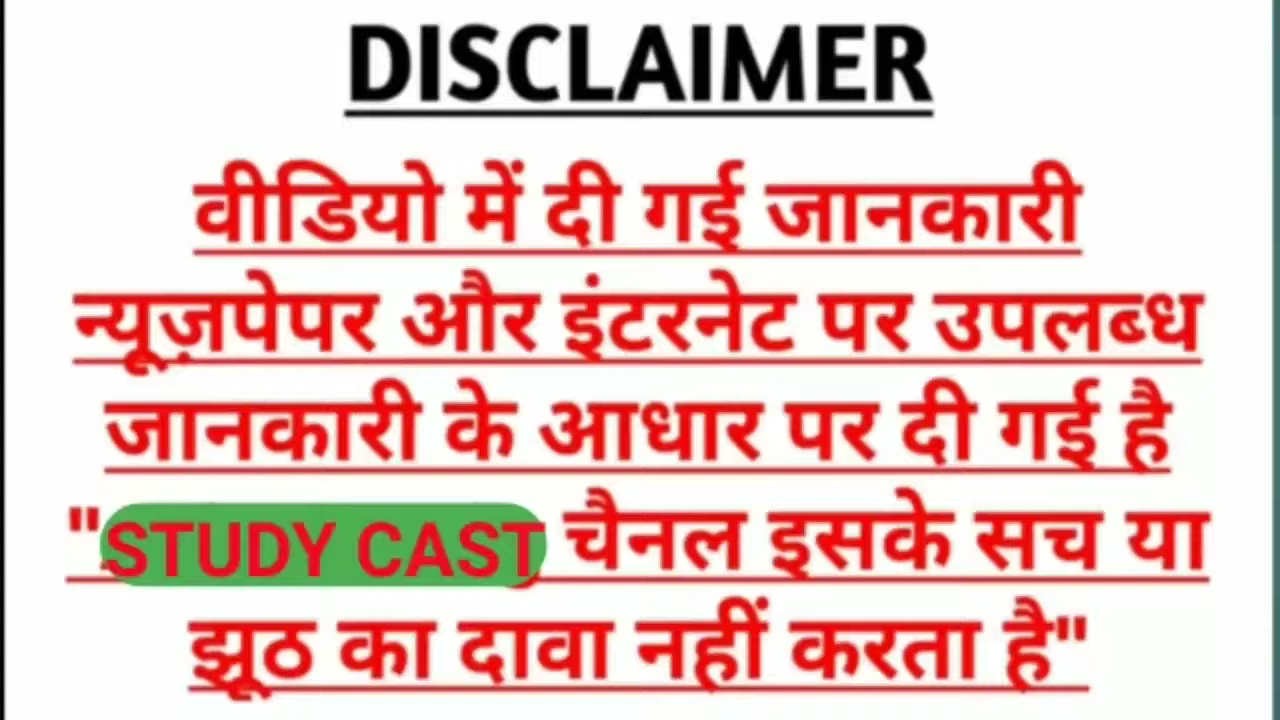 DISCLAIMER
वीडियो में दी गई जानकारी
न्यूज़पेपर और इंटरनेट पर उपलब्ध
जानकारी के आधार पर दी गई है
"STUDY CAST चैनल इसके सच या
झूठ का दावा नहीं करता है"